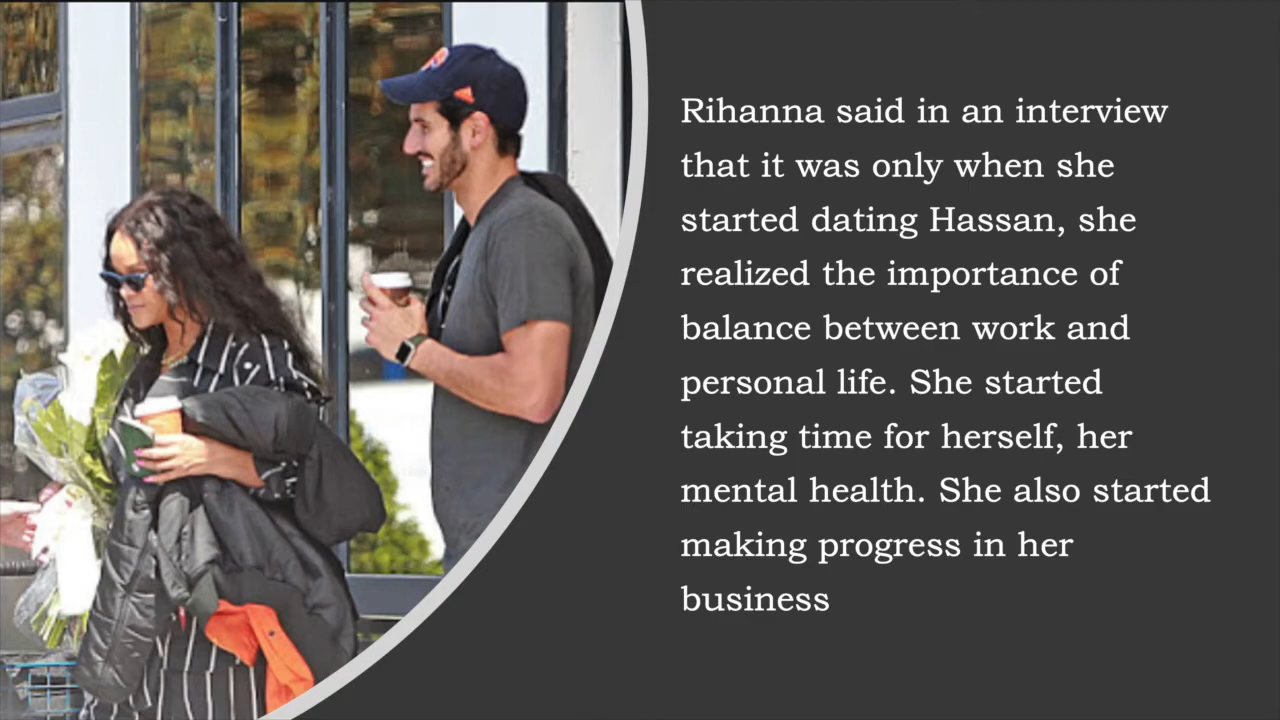 Rihanna said in an interview
that it was only when she
started dating Hassan, she
realized the importance of
balance between work and
personal life. She started
taking time for herself, her
mental health. She also started
making progress in her
business